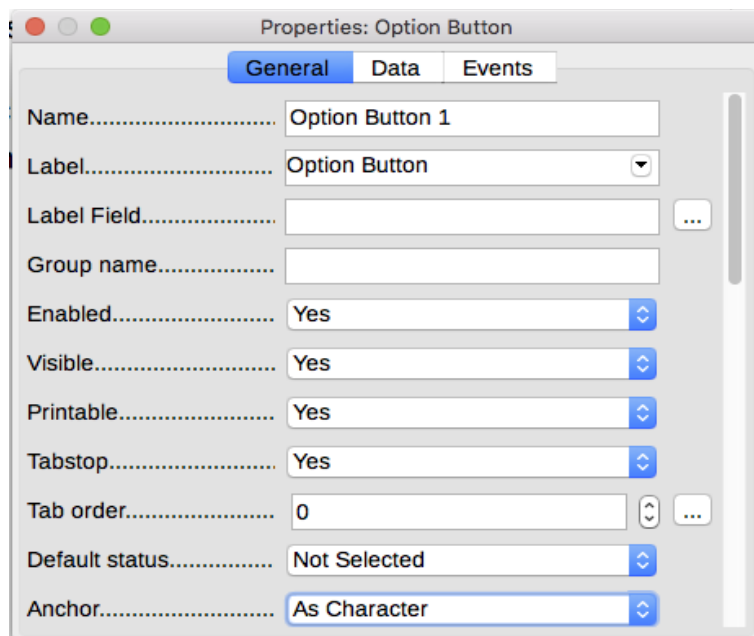 Properties: Option Button
General Data Events
Name............................. Option Button 1
Label............................. Option Button
Label Field..................... ...
Group name..................
Enabled......................... Yes
Visible........................... Yes
Printable........................ Yes
Tabstop......................... Yes
Tab order....................... 0 ...
Default status................ Not Selected
Anchor........................... As Character